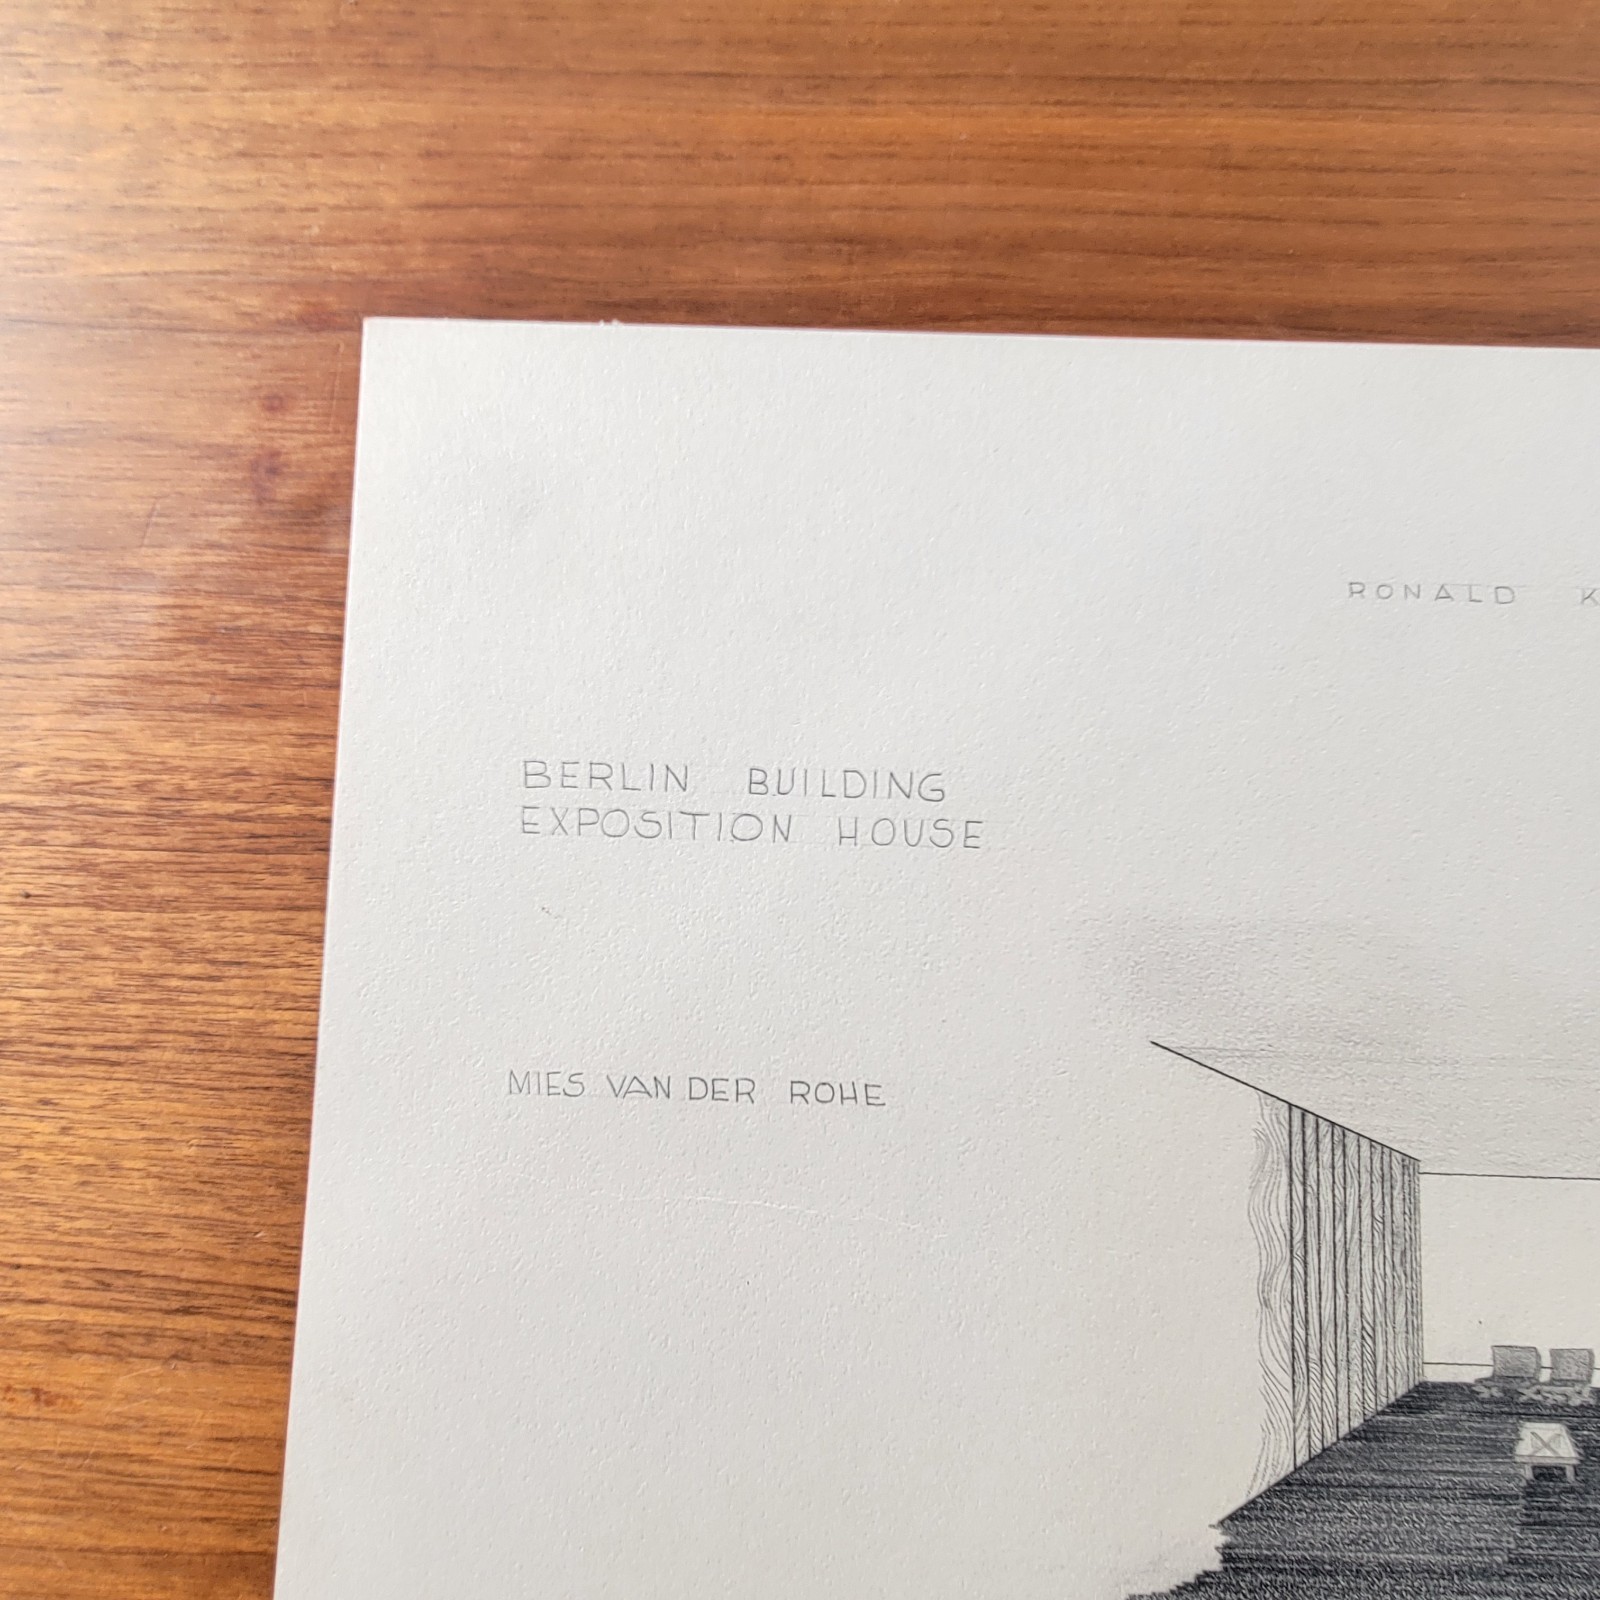 RONALD K
BERLIN BUILDING
EXPOSITION HOUSE
MIES VAN DER ROHE